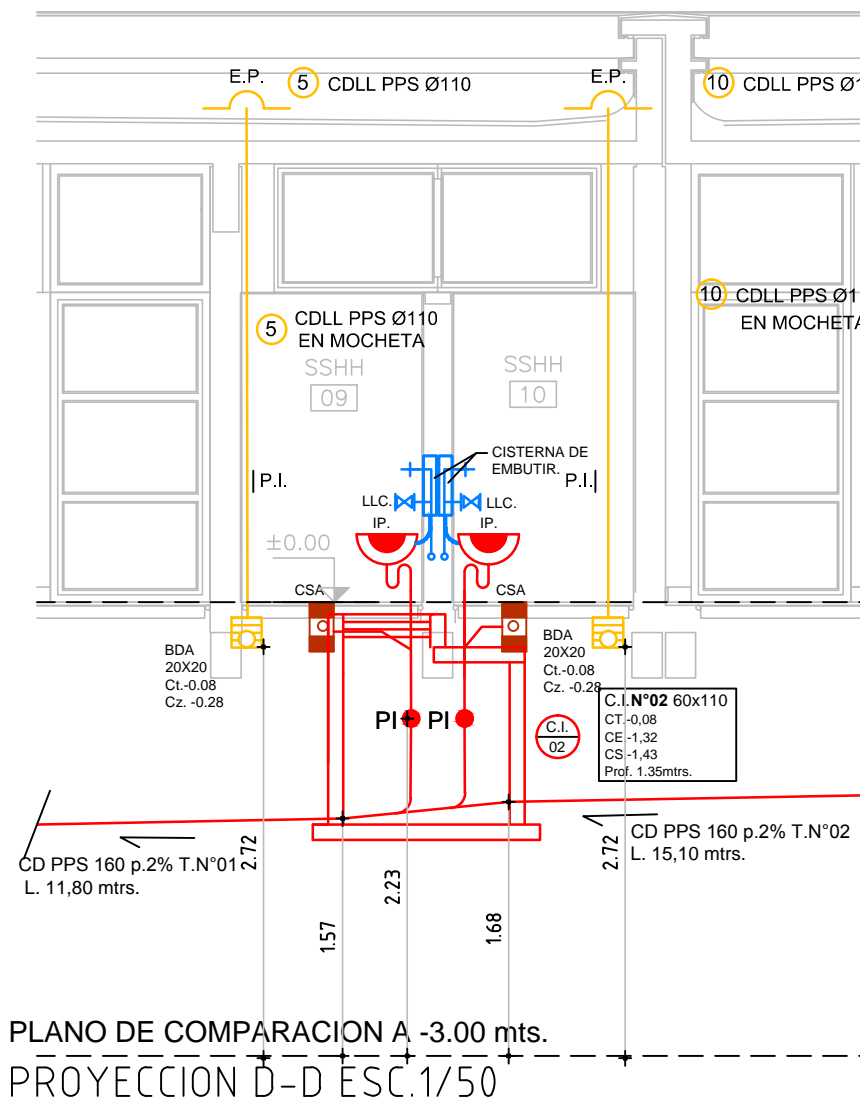 E.P.
5 CDLL PPS Ø110
E.P.
10 CDLL PPS Ø1
10 CDLL PPS Ø1
EN MOCHETA
5 CDLL PPS Ø110
EN MOCHETA
SSHH
09
SSHH
10
CISTERNA DE
EMBUTIR.
P.I.
P.I.
LLC.
LLC.
IP.
IP.
±0.00
CSA
CSA
BDA
20X20
Ct.-0.08
Cz. -0.28
BDA
20X20
Ct.-0.08
Cz. -0.28
PI
PI
C.I.
02
C.I.N°02 60x110
CT.-0,08
CE -1,32
CS -1,43
Prof. 1.35mtrs.
CD PPS 160 p.2% T.N°01
L. 11,80 mtrs.
2.72
2.23
1.57
1.68
2.72
CD PPS 160 p.2% T.N°02
L. 15,10 mtrs.
PLANO DE COMPARACION A -3.00 mts.
PROYECCION D-D ESC.1/50